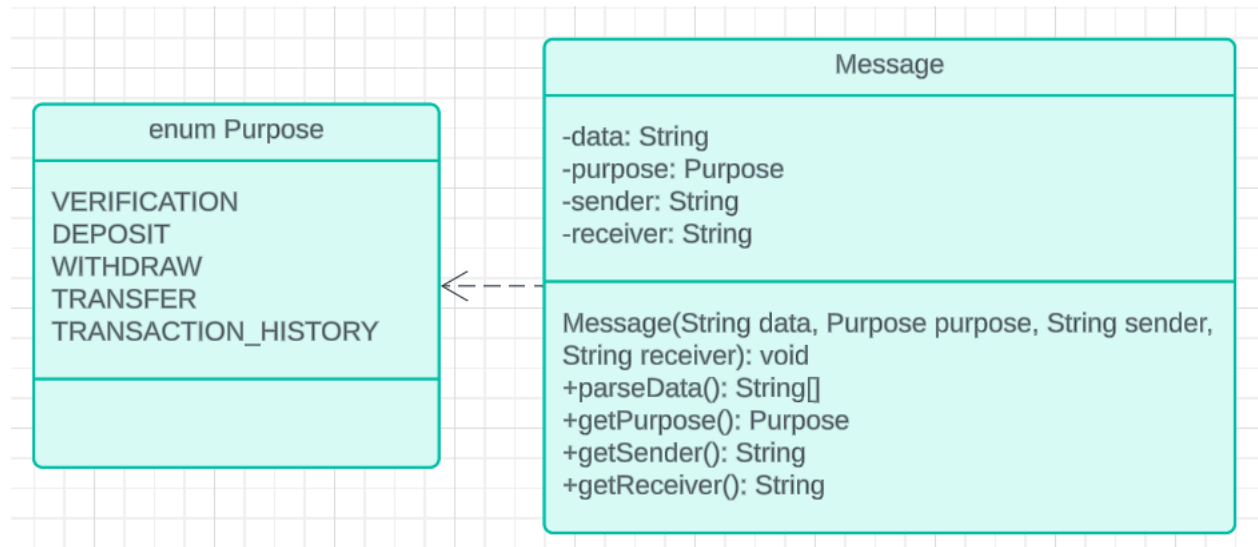 enum Purpose
VERIFICATION
DEPOSIT
WITHDRAW
TRANSFER
TRANSACTION_HISTORY
Message
-data: String
-purpose: Purpose
-sender: String
-receiver: String
Message(String data, Purpose purpose, String sender,
String receiver): void
+parseData(): String[]
+getPurpose(): Purpose
+getSender(): String
+getReceiver(): String